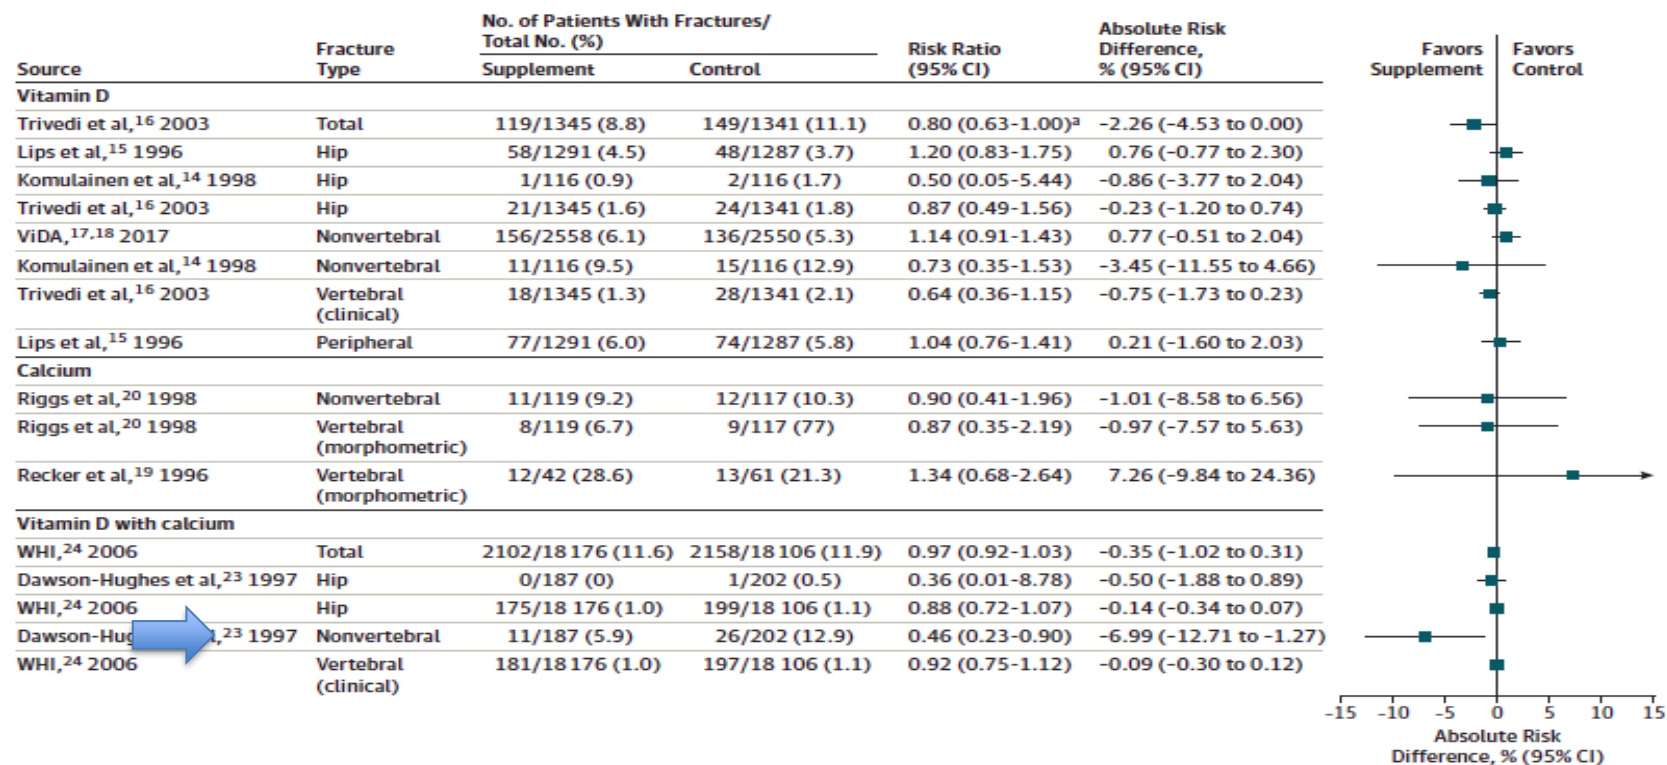 No. of Patients With Fractures/
Total No. (%)
Source Fracture Type Supplement Control Risk Ratio (95% CI) Absolute Risk Difference, % (95% CI) Favors Supplement Favors Control
Vitamin D
Trivedi et al,16 2003 Total 119/1345 (8.8) 149/1341 (11.1) 0.80 (0.63-1.00)a -2.26 (-4.53 to 0.00)
Lips et al,15 1996 Hip 58/1291 (4.5) 48/1287 (3.7) 1.20 (0.83-1.75) 0.76 (-0.77 to 2.30)
Komulainen et al,14 1998 Hip 1/116 (0.9) 2/116 (1.7) 0.50 (0.05-5.44) -0.86 (-3.77 to 2.04)
Trivedi et al,16 2003 Hip 21/1345 (1.6) 24/1341 (1.8) 0.87 (0.49-1.56) -0.23 (-1.20 to 0.74)
ViDA,17,18 2017 Nonvertebral 156/2558 (6.1) 136/2550 (5.3) 1.14 (0.91-1.43) 0.77 (-0.51 to 2.04)
Komulainen et al,14 1998 Nonvertebral 11/116 (9.5) 15/116 (12.9) 0.73 (0.35-1.53) -3.45 (-11.55 to 4.66)
Trivedi et al,16 2003 Vertebral (clinical) 18/1345 (1.3) 28/1341 (2.1) 0.64 (0.36-1.15) -0.75 (-1.73 to 0.23)
Lips et al,15 1996 Peripheral 77/1291 (6.0) 74/1287 (5.8) 1.04 (0.76-1.41) 0.21 (-1.60 to 2.03)
Calcium
Riggs et al,20 1998 Nonvertebral 11/119 (9.2) 12/117 (10.3) 0.90 (0.41-1.96) -1.01 (-8.58 to 6.56)
Riggs et al,20 1998 Vertebral (morphometric) 8/119 (6.7) 9/117 (77) 0.87 (0.35-2.19) -0.97 (-7.57 to 5.63)
Recker et al,19 1996 Vertebral (morphometric) 12/42 (28.6) 13/61 (21.3) 1.34 (0.68-2.64) 7.26 (-9.84 to 24.36)
Vitamin D with calcium
WHI,24 2006 Total 2102/18176 (11.6) 2158/18106 (11.9) 0.97 (0.92-1.03) -0.35 (-1.02 to 0.31)
Dawson-Hughes et al,23 1997 Hip 0/187 (0) 1/202 (0.5) 0.36 (0.01-8.78) -0.50 (-1.88 to 0.89)
WHI,24 2006 Hip 175/18 176 (1.0) 199/18 106 (1.1) 0.88 (0.72-1.07) -0.14 (-0.34 to 0.07)
Dawson-Hug ,23 1997 Nonvertebral 11/187 (5.9) 26/202 (12.9) 0.46 (0.23-0.90) -6.99 (-12.71 to -1.27)
WHI,24 2006 Vertebral (clinical) 181/18176 (1.0) 197/18 106 (1.1) 0.92 (0.75-1.12) -0.09 (-0.30 to 0.12)
-15 -10 -5 0 5 10 15
Absolute Risk
Difference, % (95% CI)